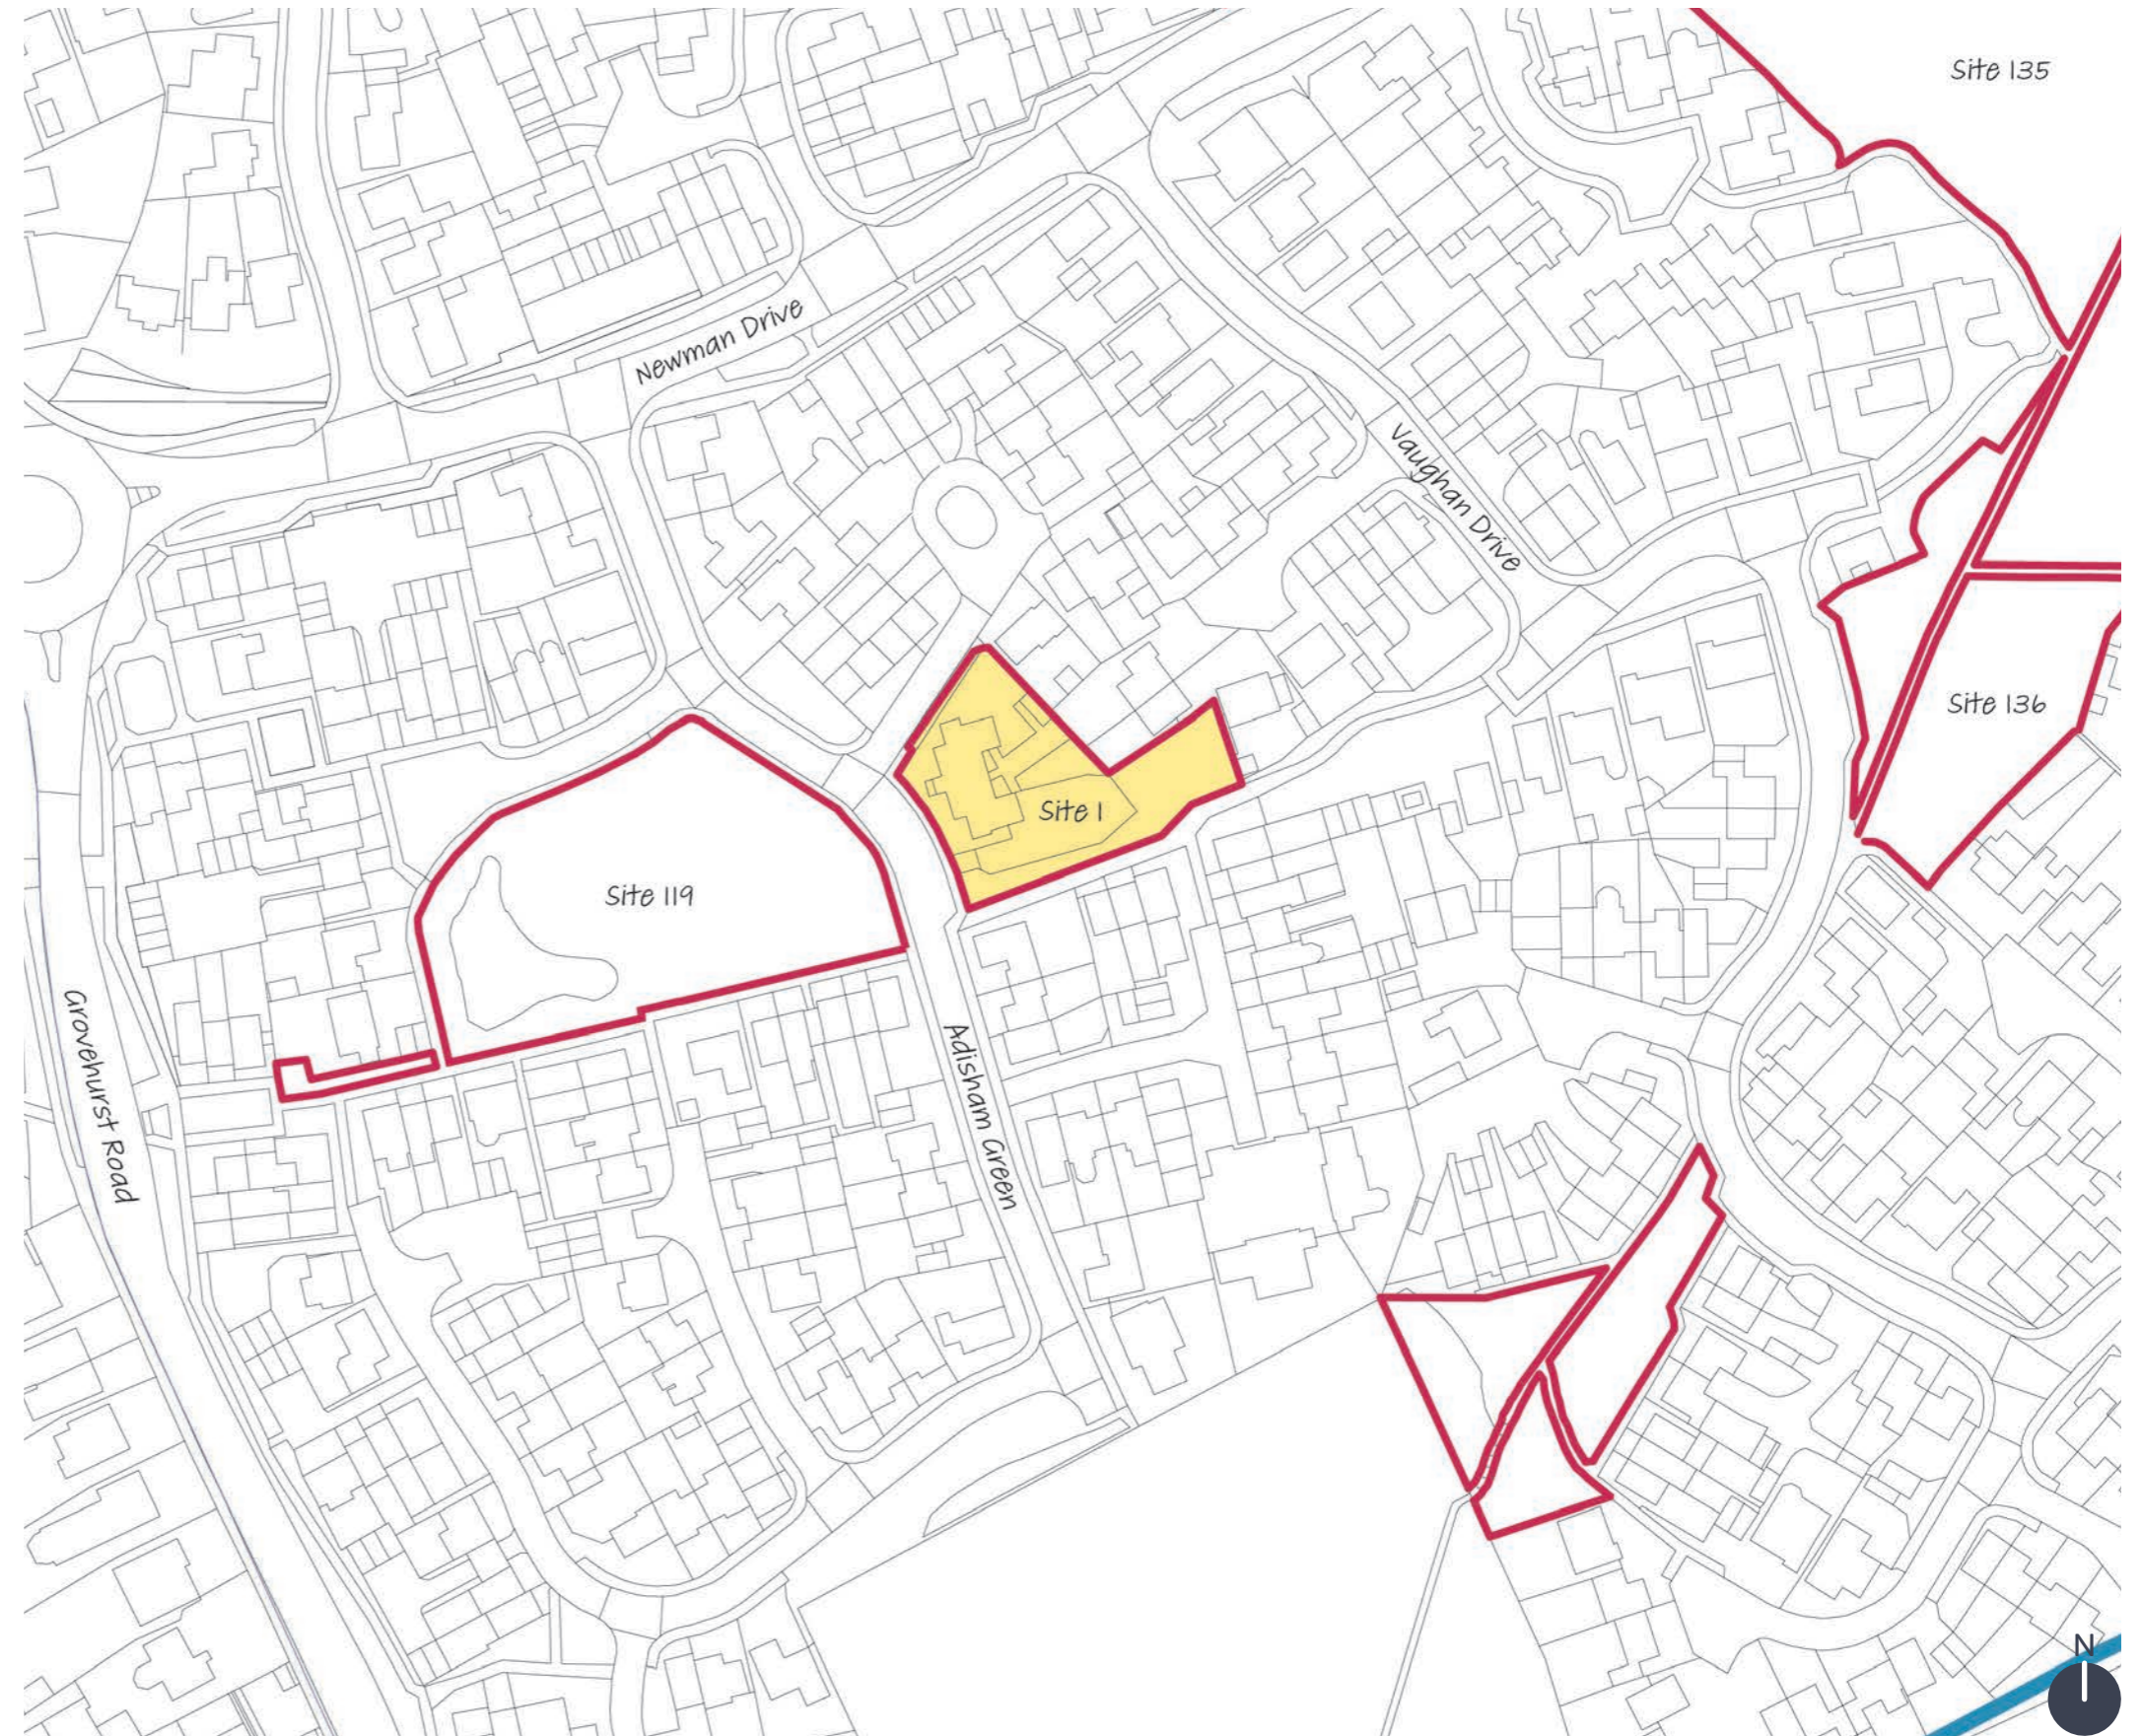 Site 135
Newman Drive
Vaughan Drive
Site 136
Site 1
Site 119
Grovehurst Road
Adisham Green
N